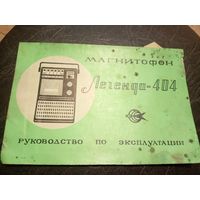 МАГНИТОФОН
Легенда-404
РУКОВОДСТВО ПО ЭКСПЛУАТАЦИИ